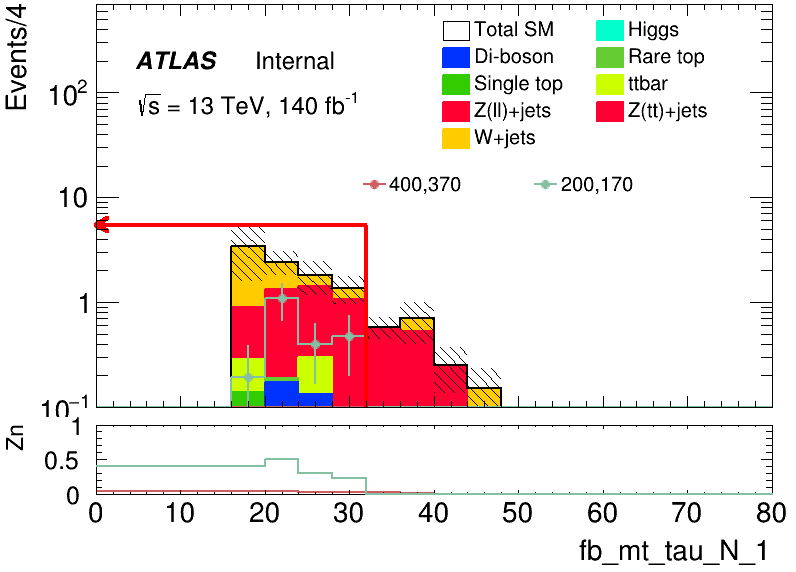 Events/4
ATLAS Internal
√s = 13 TeV, 140 fb⁻¹
Total SM Higgs
Di-boson Rare top
Single top ttbar
Z(ll)+jets Z(tt)+jets
W+jets
400,370 200,170
10²
10
1
10⁻¹
Zn
1
0.5
0
0 10 20 30 40 50 60 70 80
fb_mt_tau_N_1